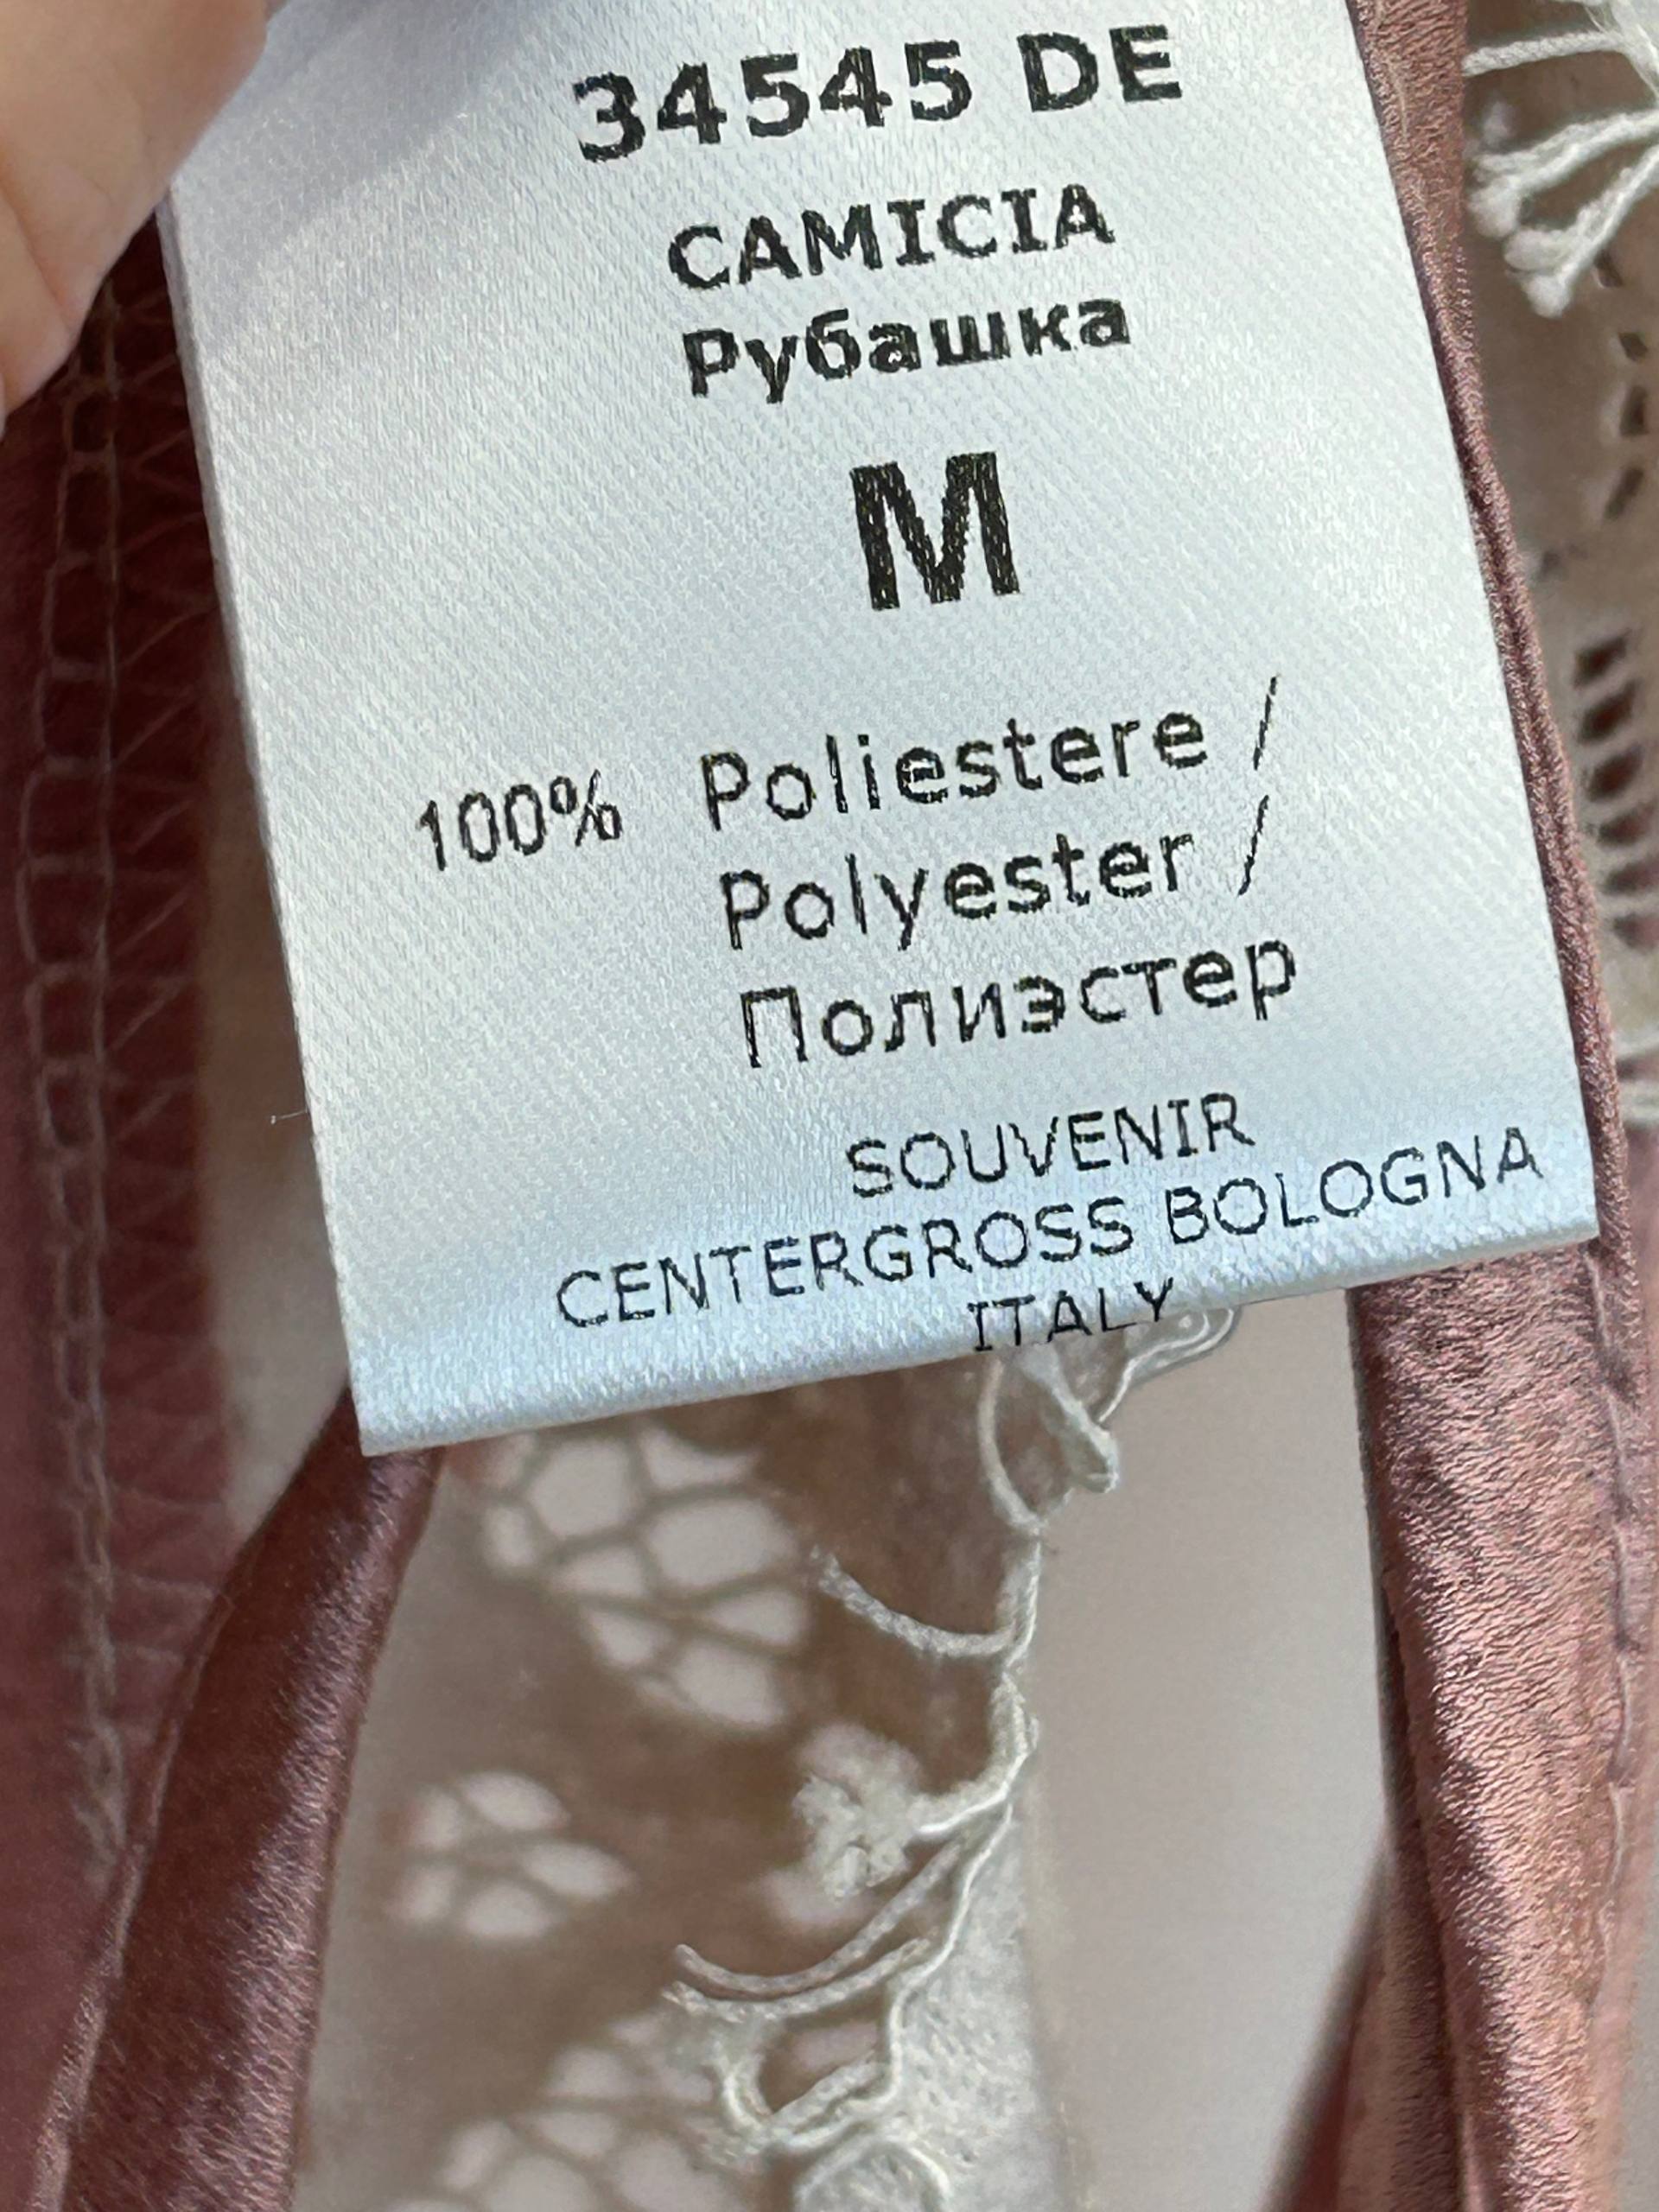 34545 DE
CAMICIA
Рубашка
M
100% Poliestere /
Polyester /
Полиэстер
SOUVENIR
CENTERGROSS BOLOGNA
ITALY